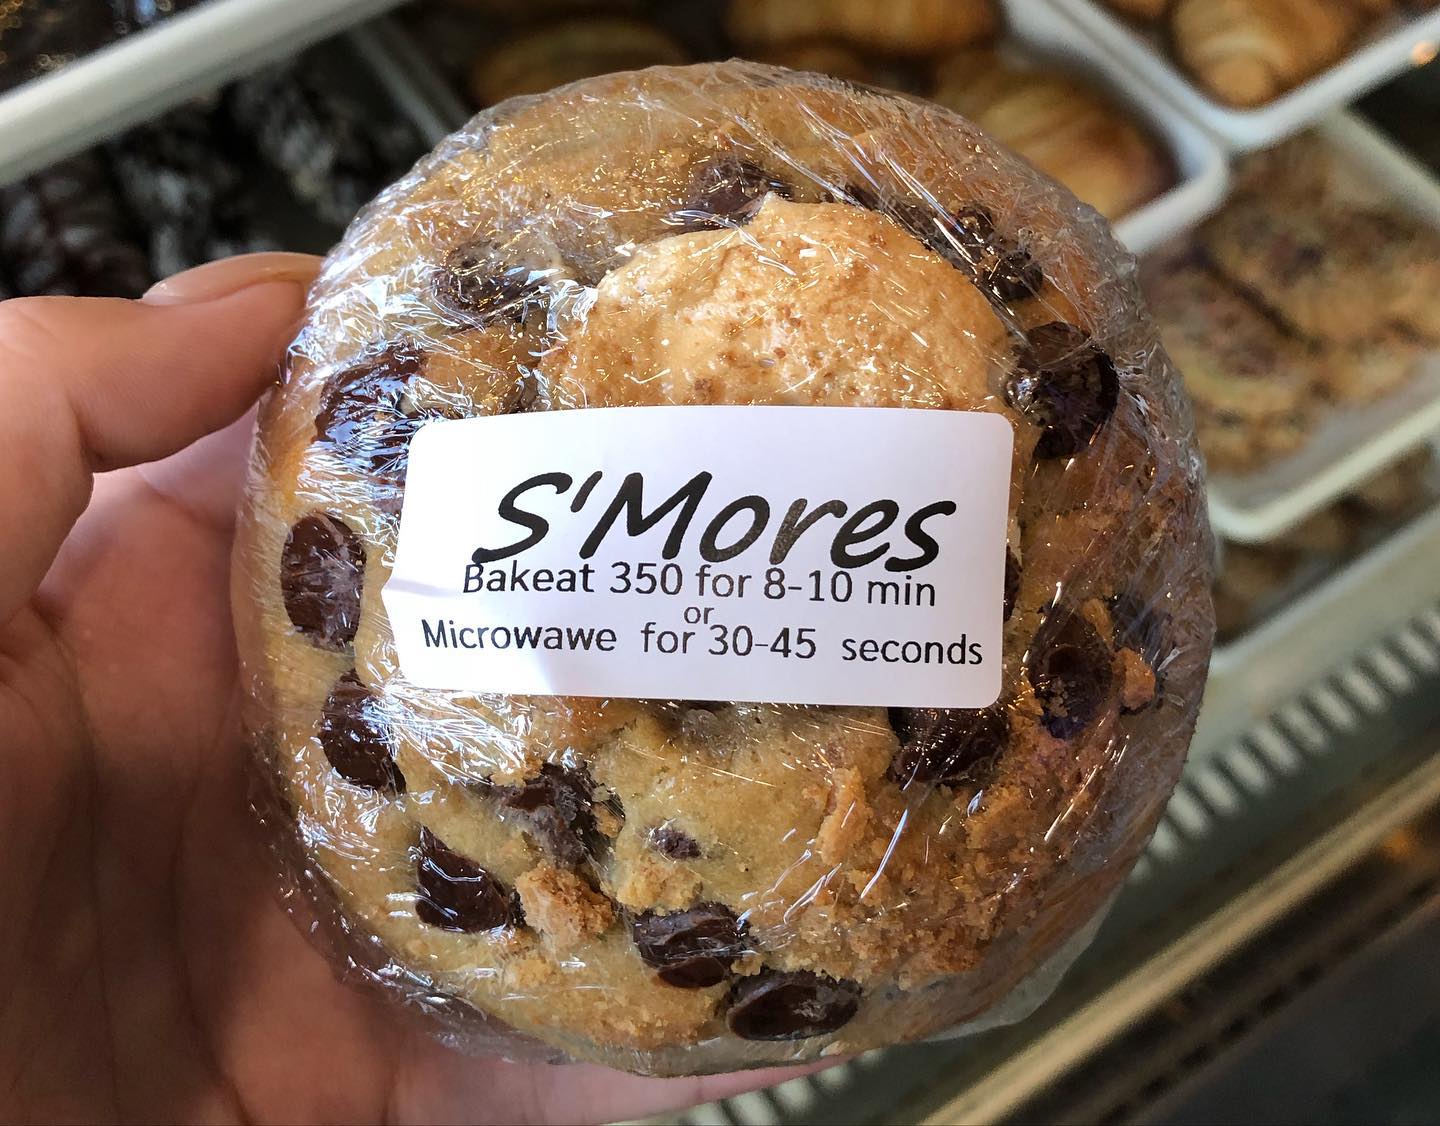 S'Mores
Bakeat 350 for 8-10 min
or
Microwawe for 30-45 seconds